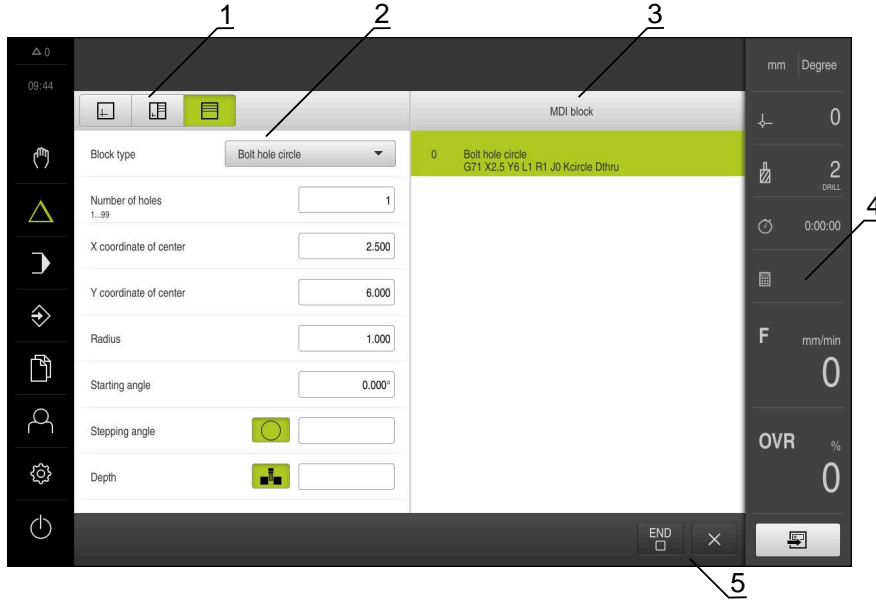 1
2
3
0
09:44
mm
Degree
MDI block
0
Block type
Bolt hole circle
0
Bolt hole circle
G71 X2.5 Y6 L1 R1 J0 Kcircle Dthru
2
DRILL
Number of holes
1...99
1
4
0:00:00
X coordinate of center
2.500
Y coordinate of center
6.000
Radius
1.000
F
mm/min
0
Starting angle
0.000°
Stepping angle
OVR
%
0
Depth
END
5